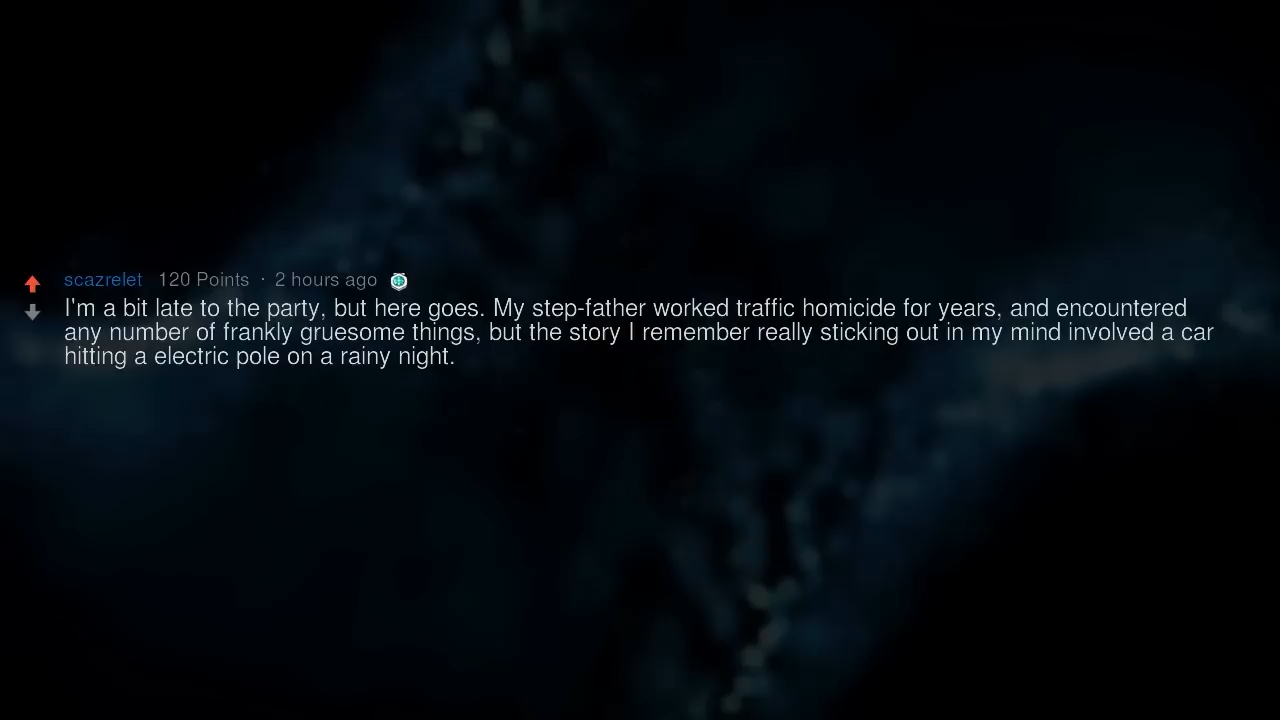 scazrelet 120 Points · 2 hours ago
I'm a bit late to the party, but here goes. My step-father worked traffic homicide for years, and encountered
any number of frankly gruesome things, but the story I remember really sticking out in my mind involved a car
hitting a electric pole on a rainy night.